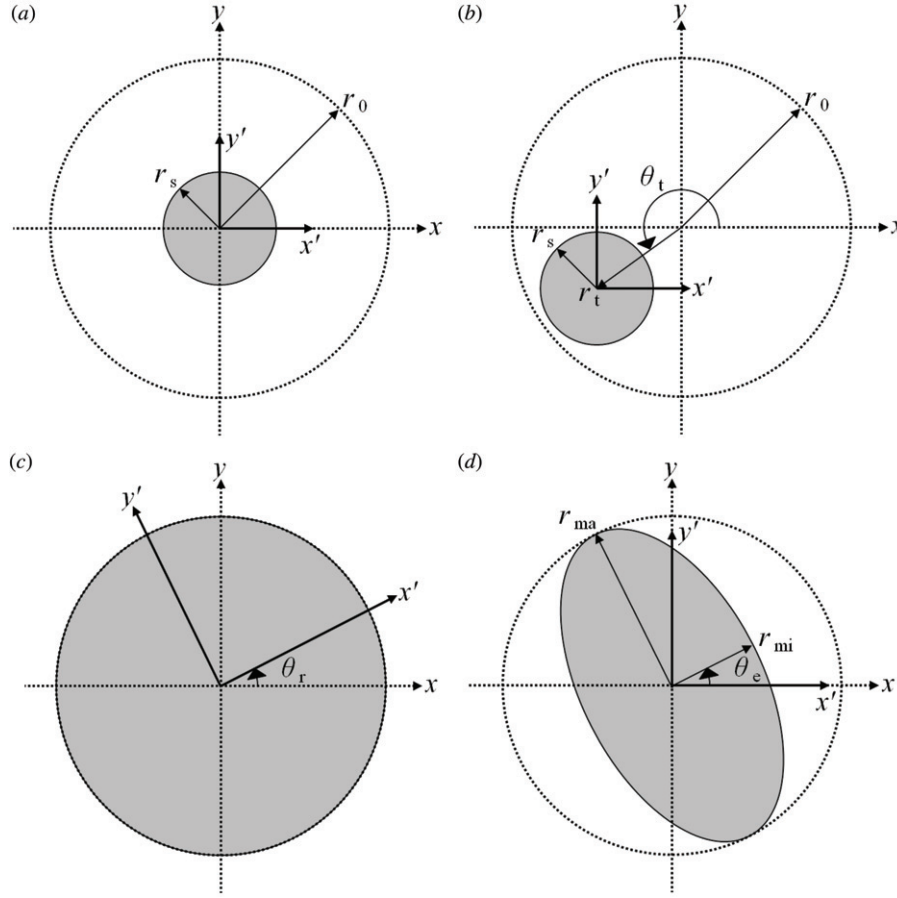 (a)
y
r0
y′
rs
x
x′
(b)
y
r0
θt
y′
rs
x
rt
x′
(c)
y
y′
x′
θr
x
(d)
y
rma
y′
rmi
θe
x
x′